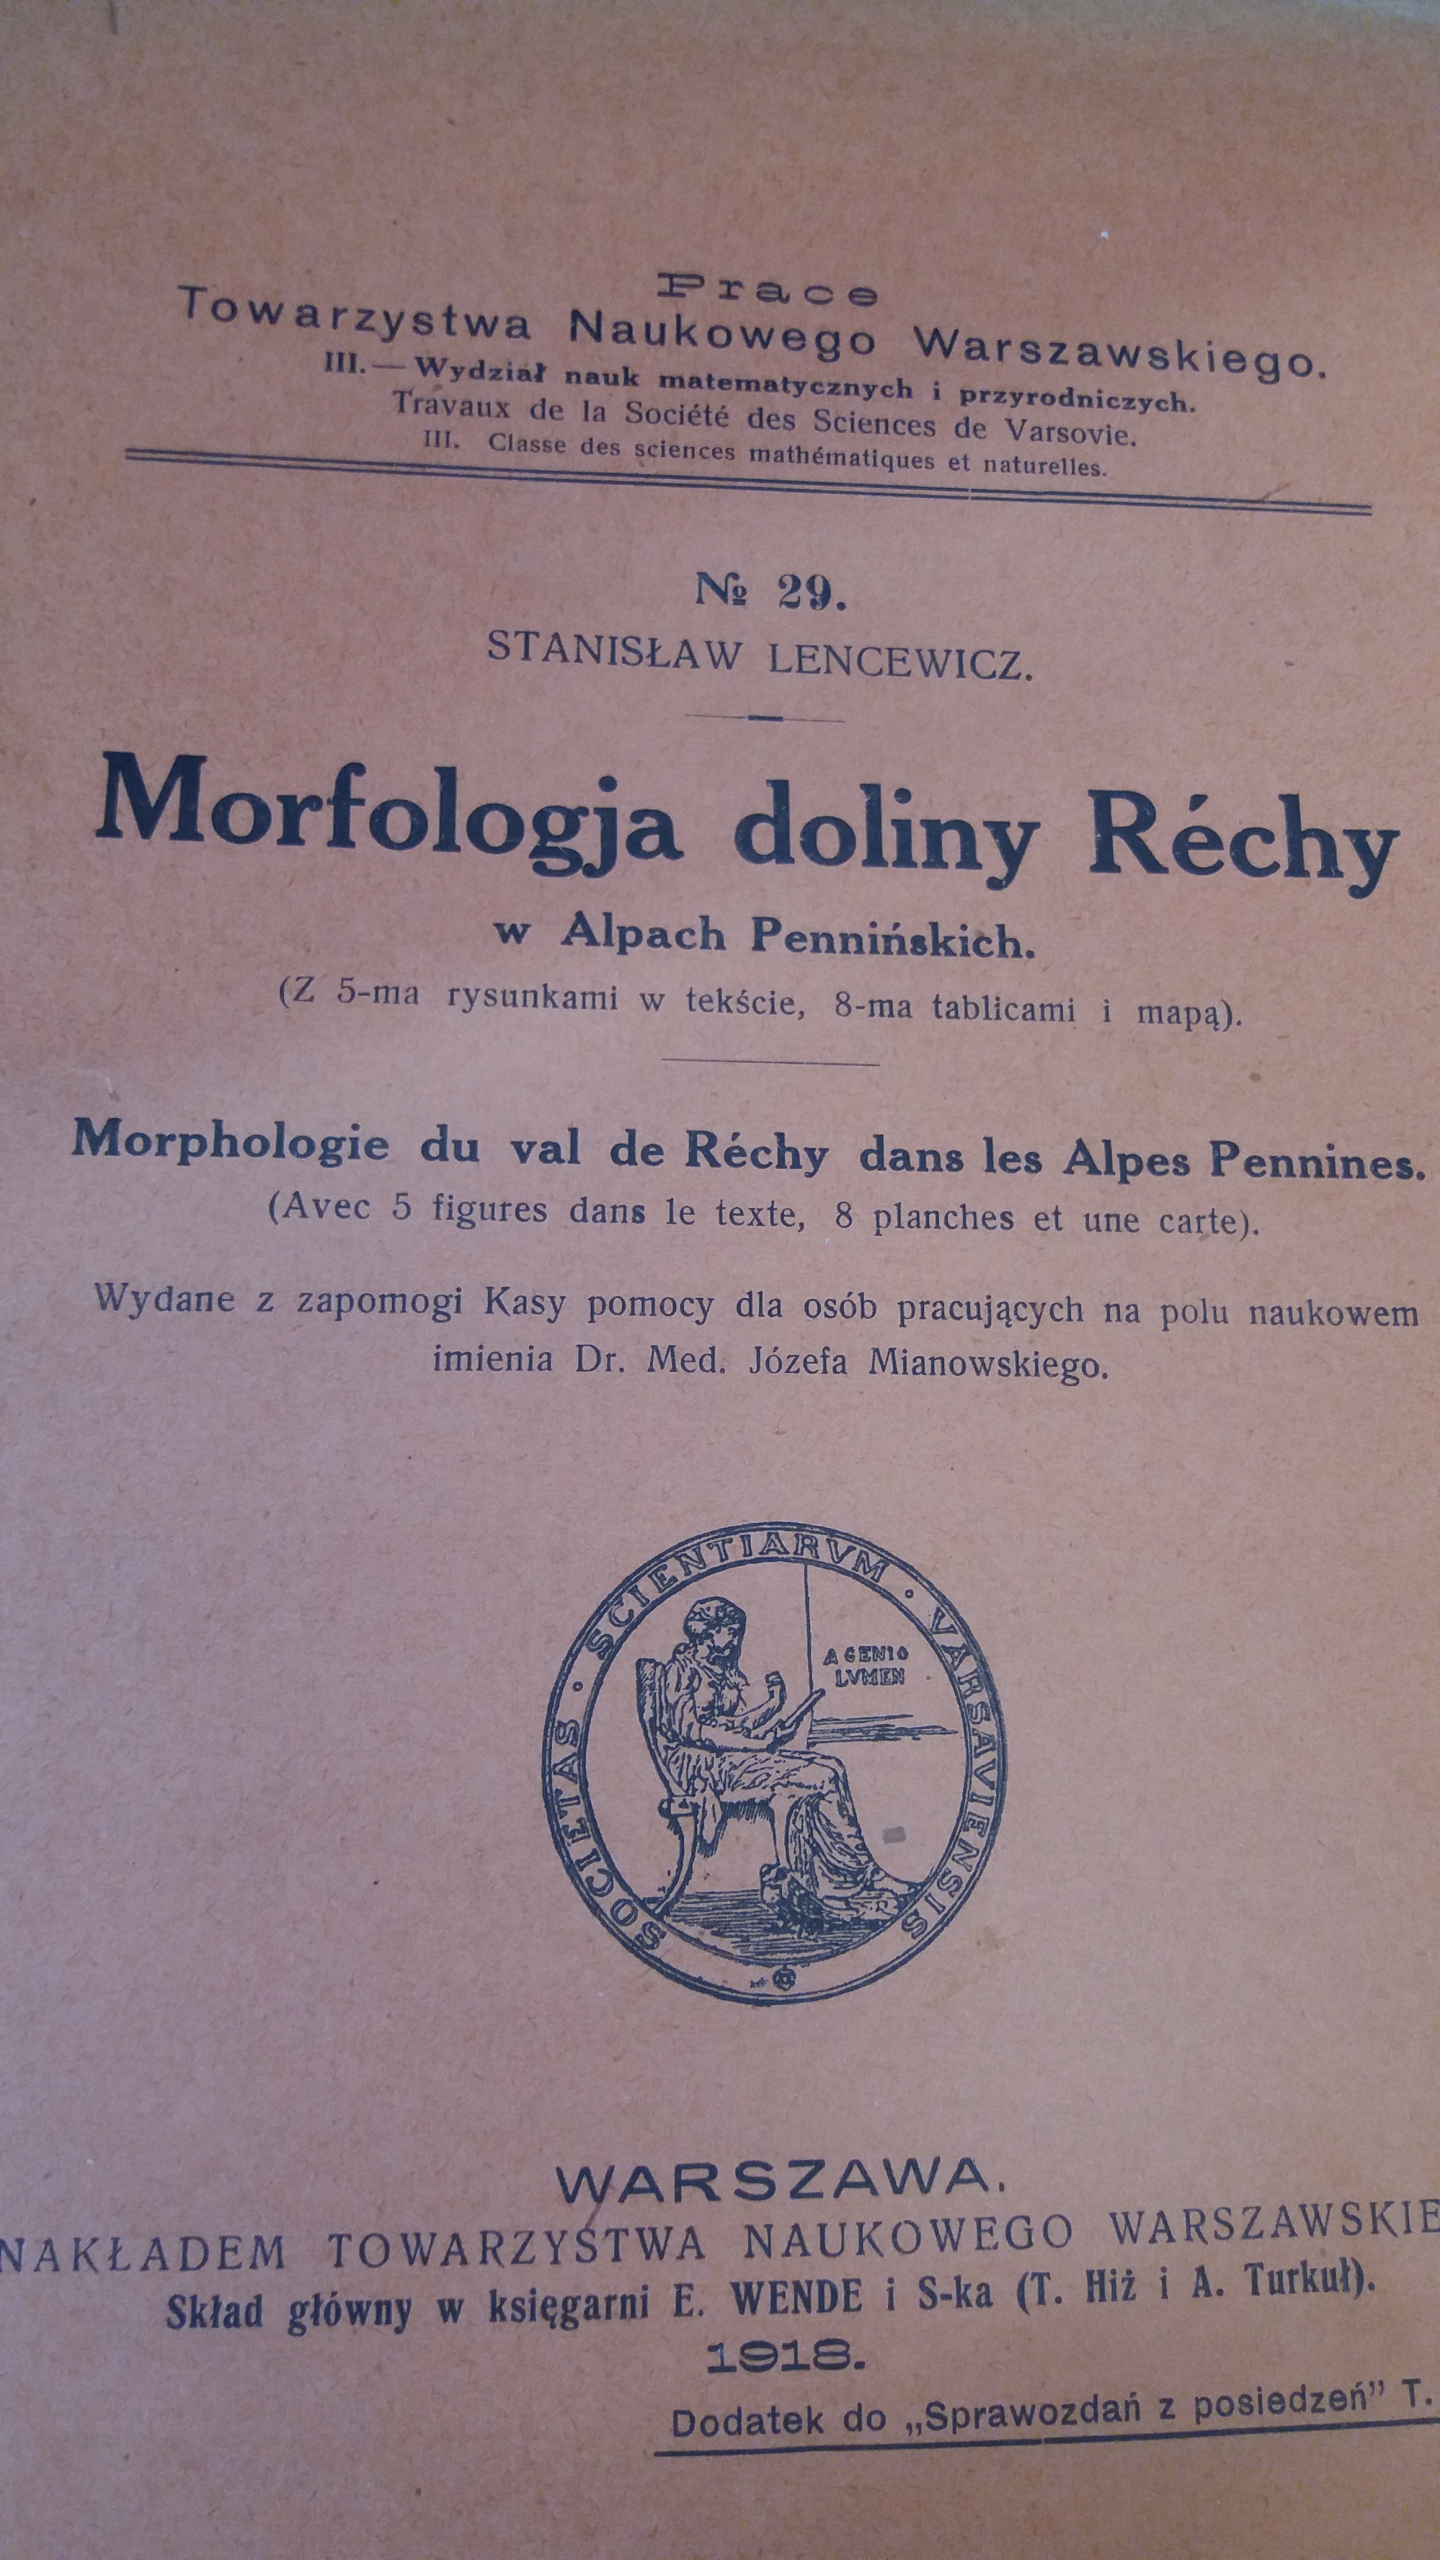 Prace
Towarzystwa Naukowego Warszawskiego.
III.— Wydział nauk matematycznych i przyrodniczych.
Travaux de la Société des Sciences de Varsovie.
III. Classe des sciences mathématiques et naturelles.
№ 29.
STANISŁAW LENCEWICZ.
Morfologja doliny Réchy
w Alpach Pennińskich.
(Z 5-ma rysunkami w tekście, 8-ma tablicami i mapą).
Morphologie du val de Réchy dans les Alpes Pennines.
(Avec 5 figures dans le texte, 8 planches et une carte).
Wydane z zapomogi Kasy pomocy dla osób pracujących na polu naukowem
imienia Dr. Med. Józefa Mianowskiego.
SOCIETAS · SCIENTIARVM · VARSAVIENSIS
A GENIO
LVMEN
WARSZAWA.
NAKŁADEM TOWARZYSTWA NAUKOWEGO WARSZAWSKIE
Skład główny w księgarni E. WENDE i S-ka (T. Hiż i A. Turkuł).
1918.
Dodatek do „Sprawozdań z posiedzeń” T.